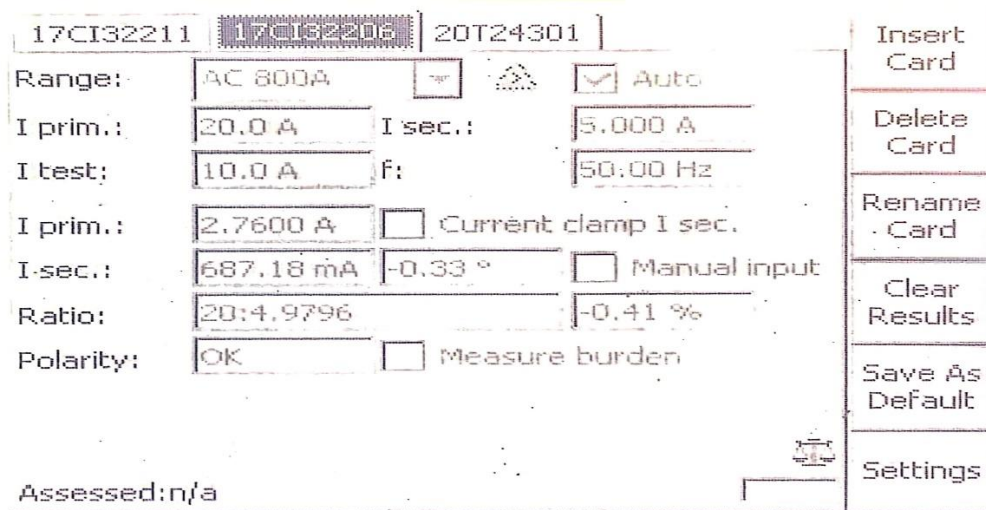 17CI32211 17CI32206 20T24301
Range: AC 800A Auto
I prim.: 20.0 A I sec.: 5.000 A
I test: 10.0 A f: 50.00 Hz
I prim.: 2.7600 A Current clamp I sec.
I sec.: 687.18 mA -0.33 ° Manual input
Ratio: 20:4.9796 -0.41 %
Polarity: OK Measure burden
Assessed:n/a
Insert
Card
Delete
Card
Rename
Card
Clear
Results
Save As
Default
Settings